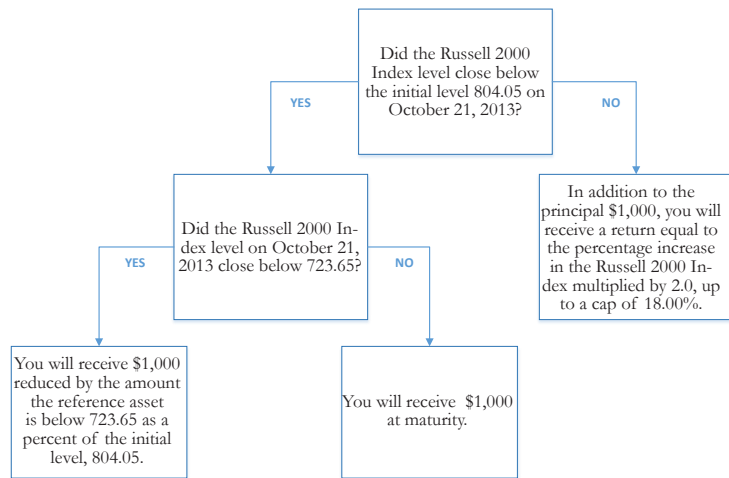 Did the Russell 2000
Index level close below
the initial level 804.05 on
October 21, 2013?
YES
NO
Did the Russell 2000 In-
dex level on October 21,
2013 close below 723.65?
In addition to the
principal $1,000, you will
receive a return equal to
the percentage increase
in the Russell 2000 In-
dex multiplied by 2.0, up
to a cap of 18.00%.
YES
NO
You will receive $1,000
reduced by the amount
the reference asset
is below 723.65 as a
percent of the initial
level, 804.05.
You will receive $1,000
at maturity.